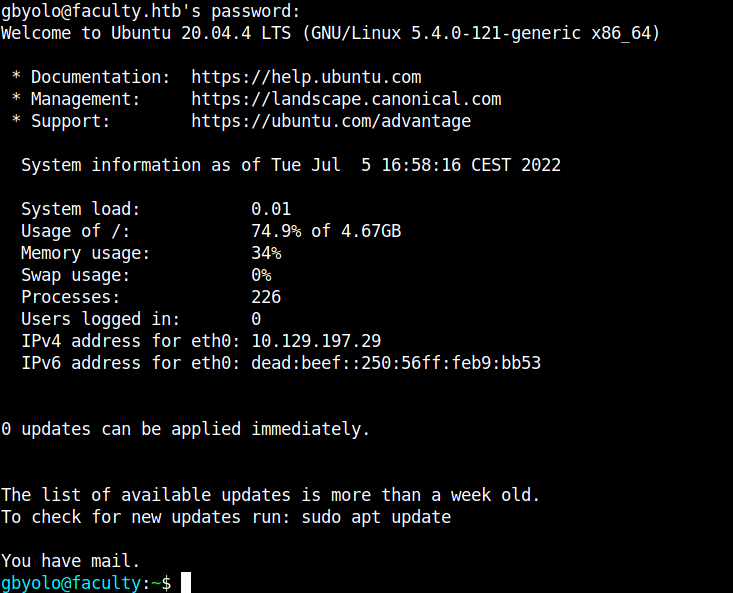 gbyolo@faculty.htb's password:
Welcome to Ubuntu 20.04.4 LTS (GNU/Linux 5.4.0-121-generic x86_64)
* Documentation:  https://help.ubuntu.com
* Management:     https://landscape.canonical.com
* Support:        https://ubuntu.com/advantage
System information as of Tue Jul  5 16:58:16 CEST 2022
System load:           0.01
Usage of /:            74.9% of 4.67GB
Memory usage:          34%
Swap usage:            0%
Processes:             226
Users logged in:       0
IPv4 address for eth0: 10.129.197.29
IPv6 address for eth0: dead:beef::250:56ff:feb9:bb53
0 updates can be applied immediately.
The list of available updates is more than a week old.
To check for new updates run: sudo apt update
You have mail.
gbyolo@faculty:~$